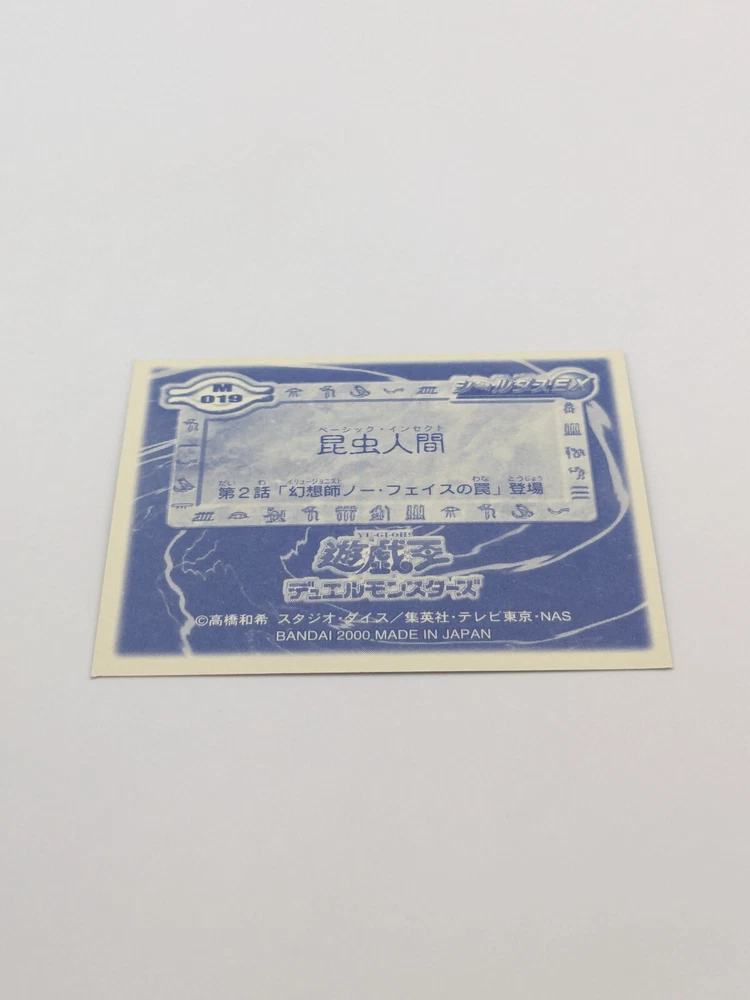 M
019
シールダスEX
ベーシック・インセクト
昆虫人間
だい わ イリュージョニスト わな とうじょう
第2話「幻想師ノー・フェイスの罠」登場
YU-GI-OH!
遊戯王
デュエルモンスターズ
©高橋和希 スタジオ・ダイス/集英社・テレビ東京・NAS
BANDAI 2000 MADE IN JAPAN